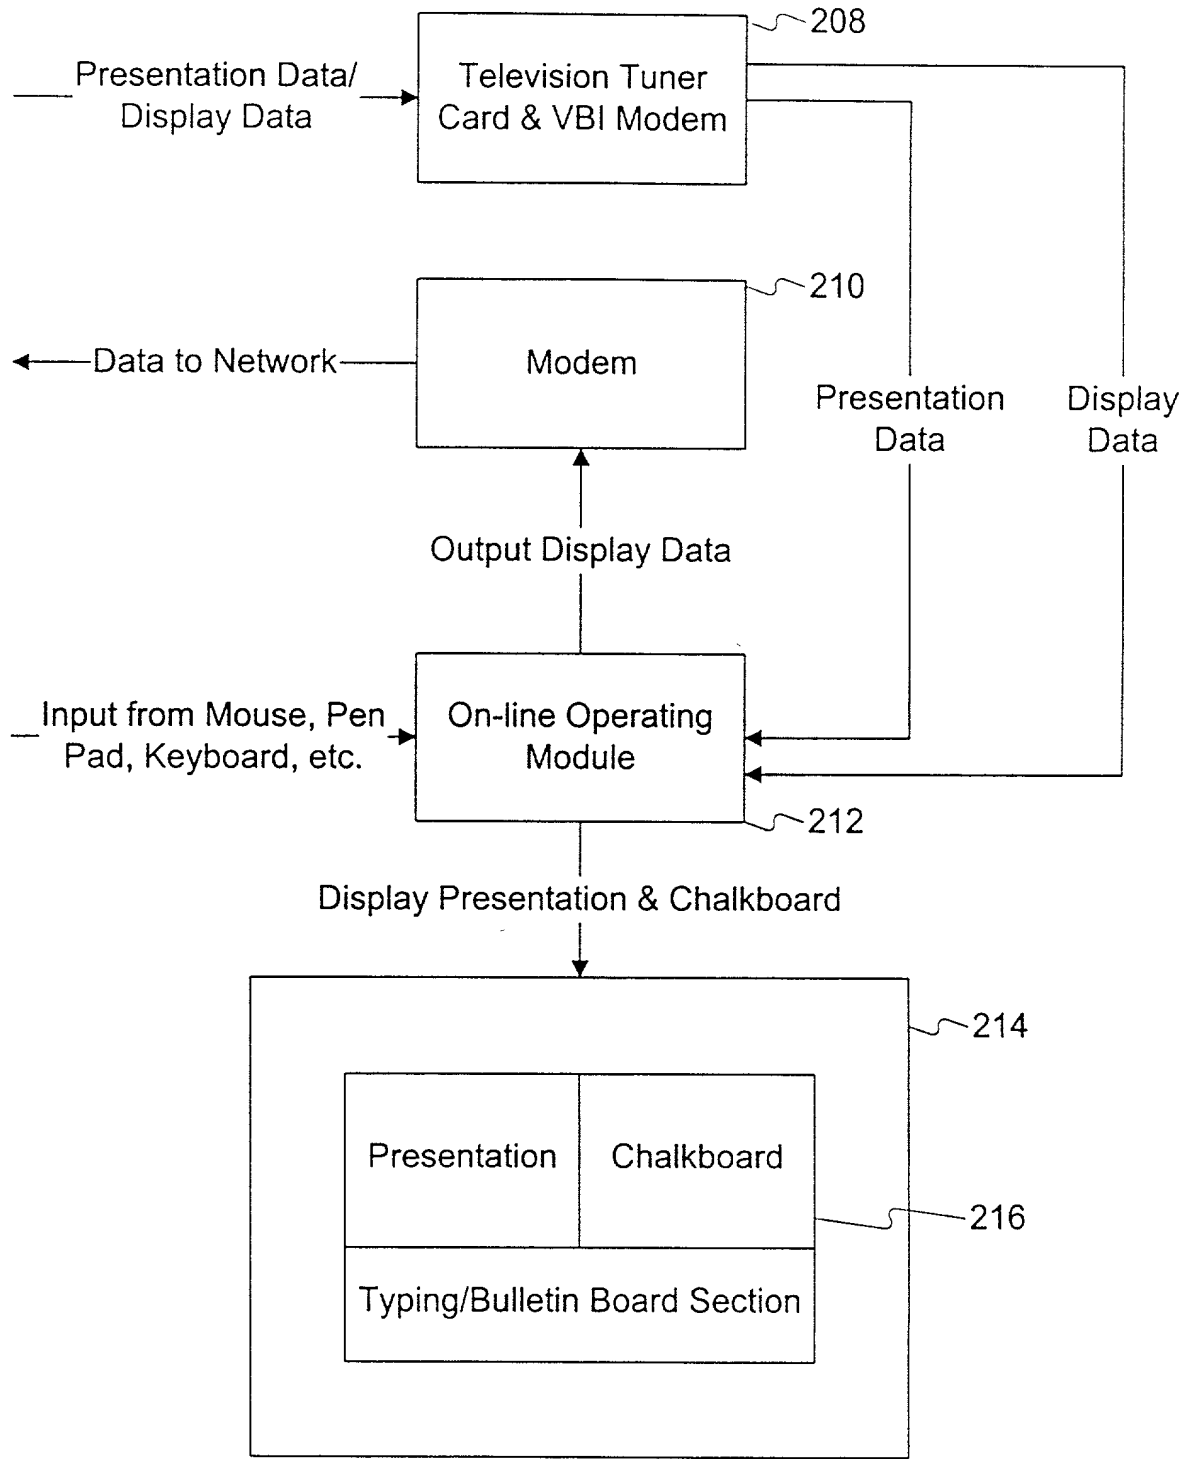 208
Presentation Data/
Display Data
Television Tuner
Card & VBI Modem
210
Data to Network
Modem
Presentation
Data
Display
Data
Output Display Data
Input from Mouse, Pen
Pad, Keyboard, etc.
On-line Operating
Module
212
Display Presentation & Chalkboard
214
Presentation
Chalkboard
216
Typing/Bulletin Board Section